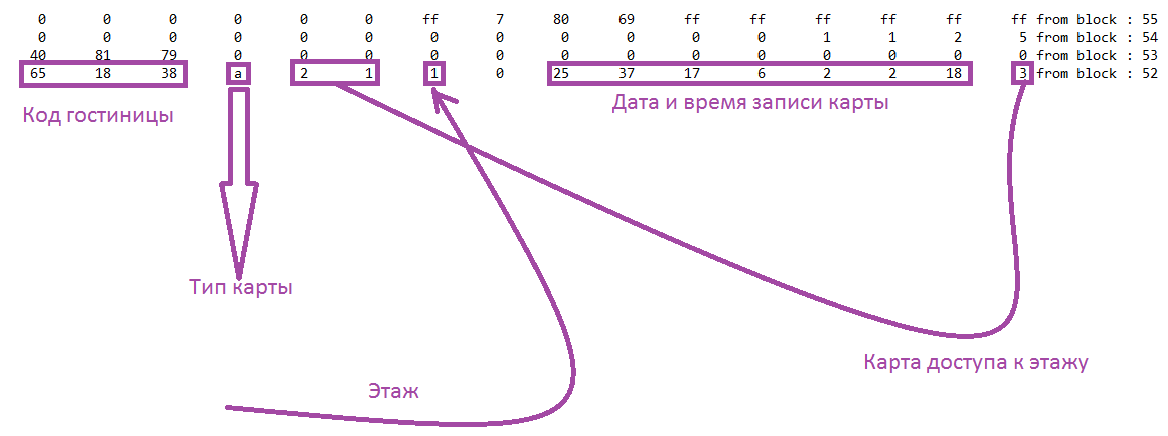 0 0 0 0 0 0 ff 7 80 69 ff ff ff ff ff ff from block : 55
0 0 0 0 0 0 0 0 0 0 0 0 1 1 2 5 from block : 54
40 81 79 0 0 0 0 0 0 0 0 0 0 0 0 0 from block : 53
65 18 38 a 2 1 1 0 25 37 17 6 2 2 18 3 from block : 52
Код гостиницы
Дата и время записи карты
Тип карты
Карта доступа к этажу
Этаж